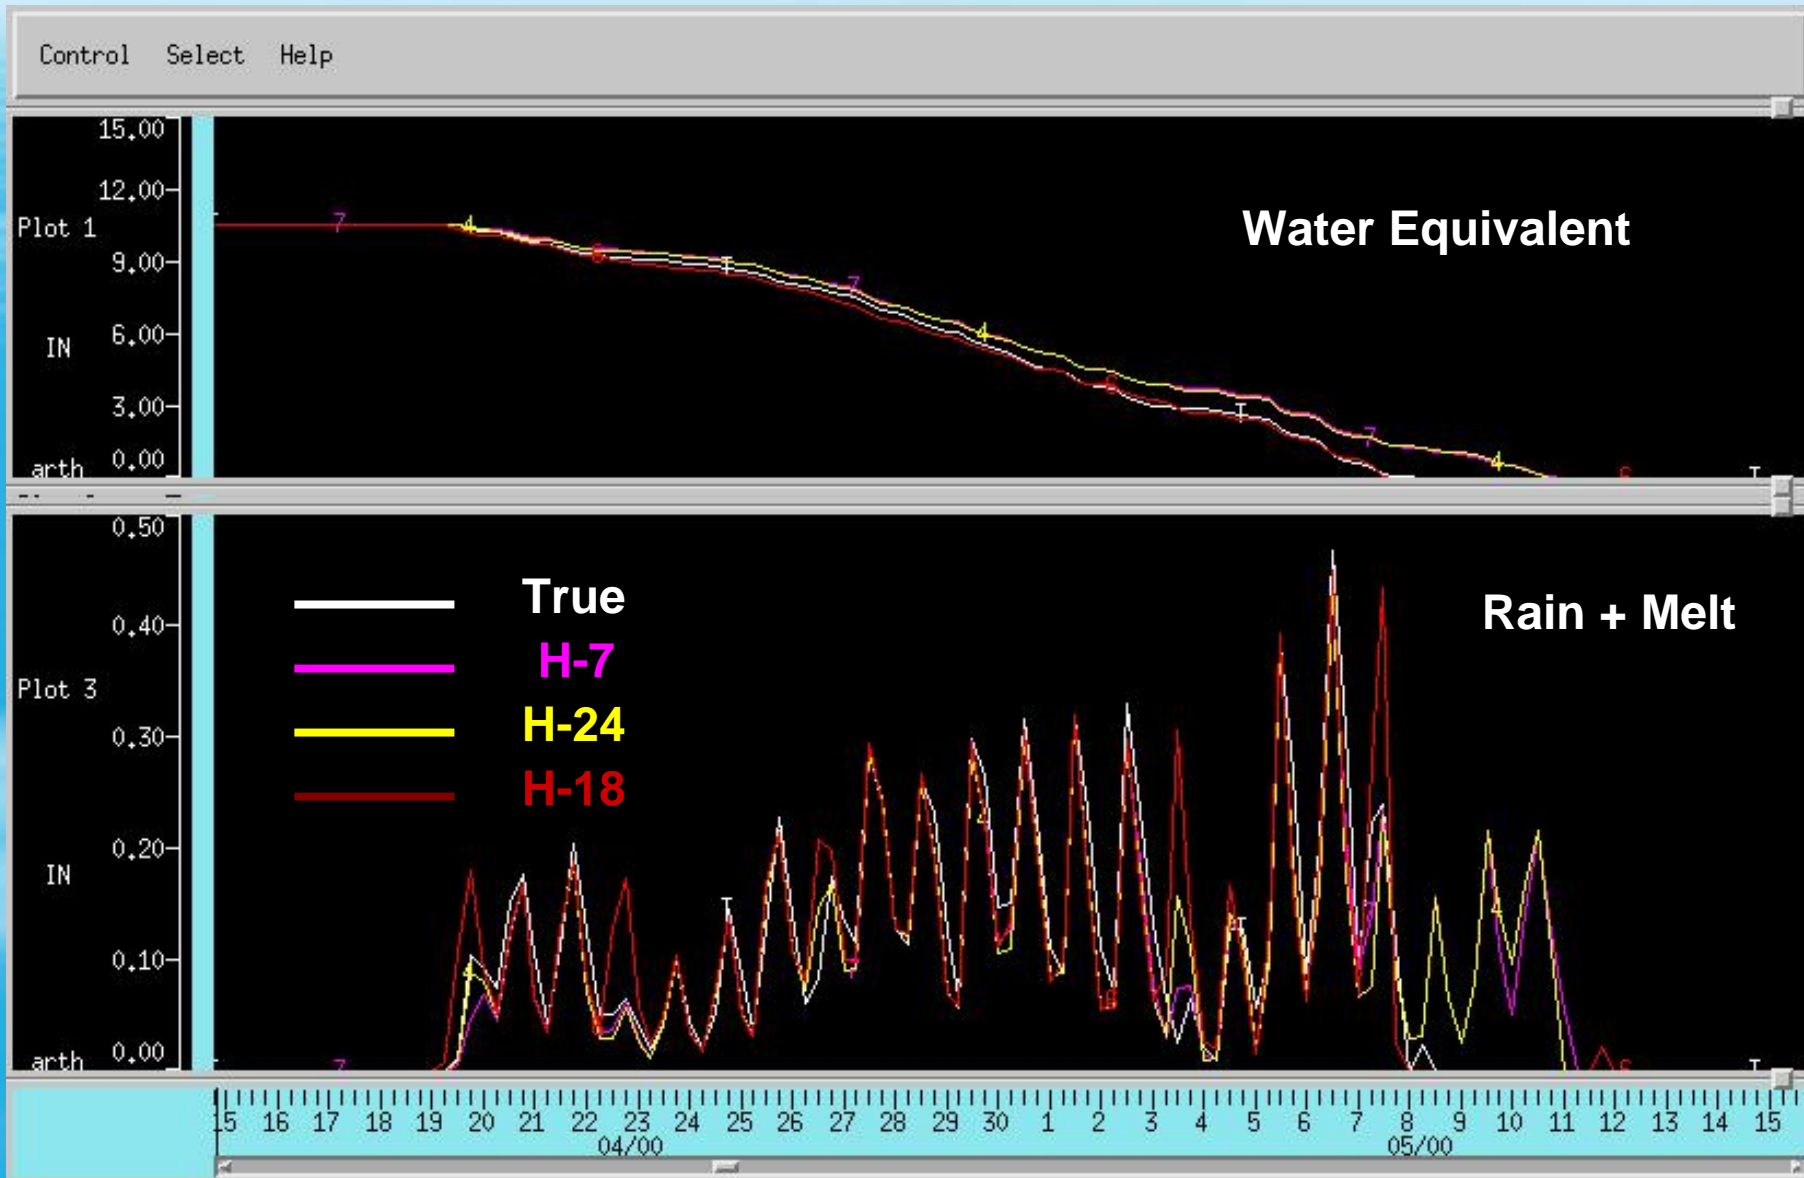 Control Select Help
15.00
12.00
Plot 1
Water Equivalent
9.00
IN
6.00
3.00
0.00
arth
0.50
True
Rain + Melt
0.40
H-7
Plot 3
H-24
0.30
H-18
0.20
IN
0.10
0.00
arth
15 16 17 18 19 20 21 22 23 24 25 26 27 28 29 30 1 2 3 4 5 6 7 8 9 10 11 12 13 14 15
04/00 05/00